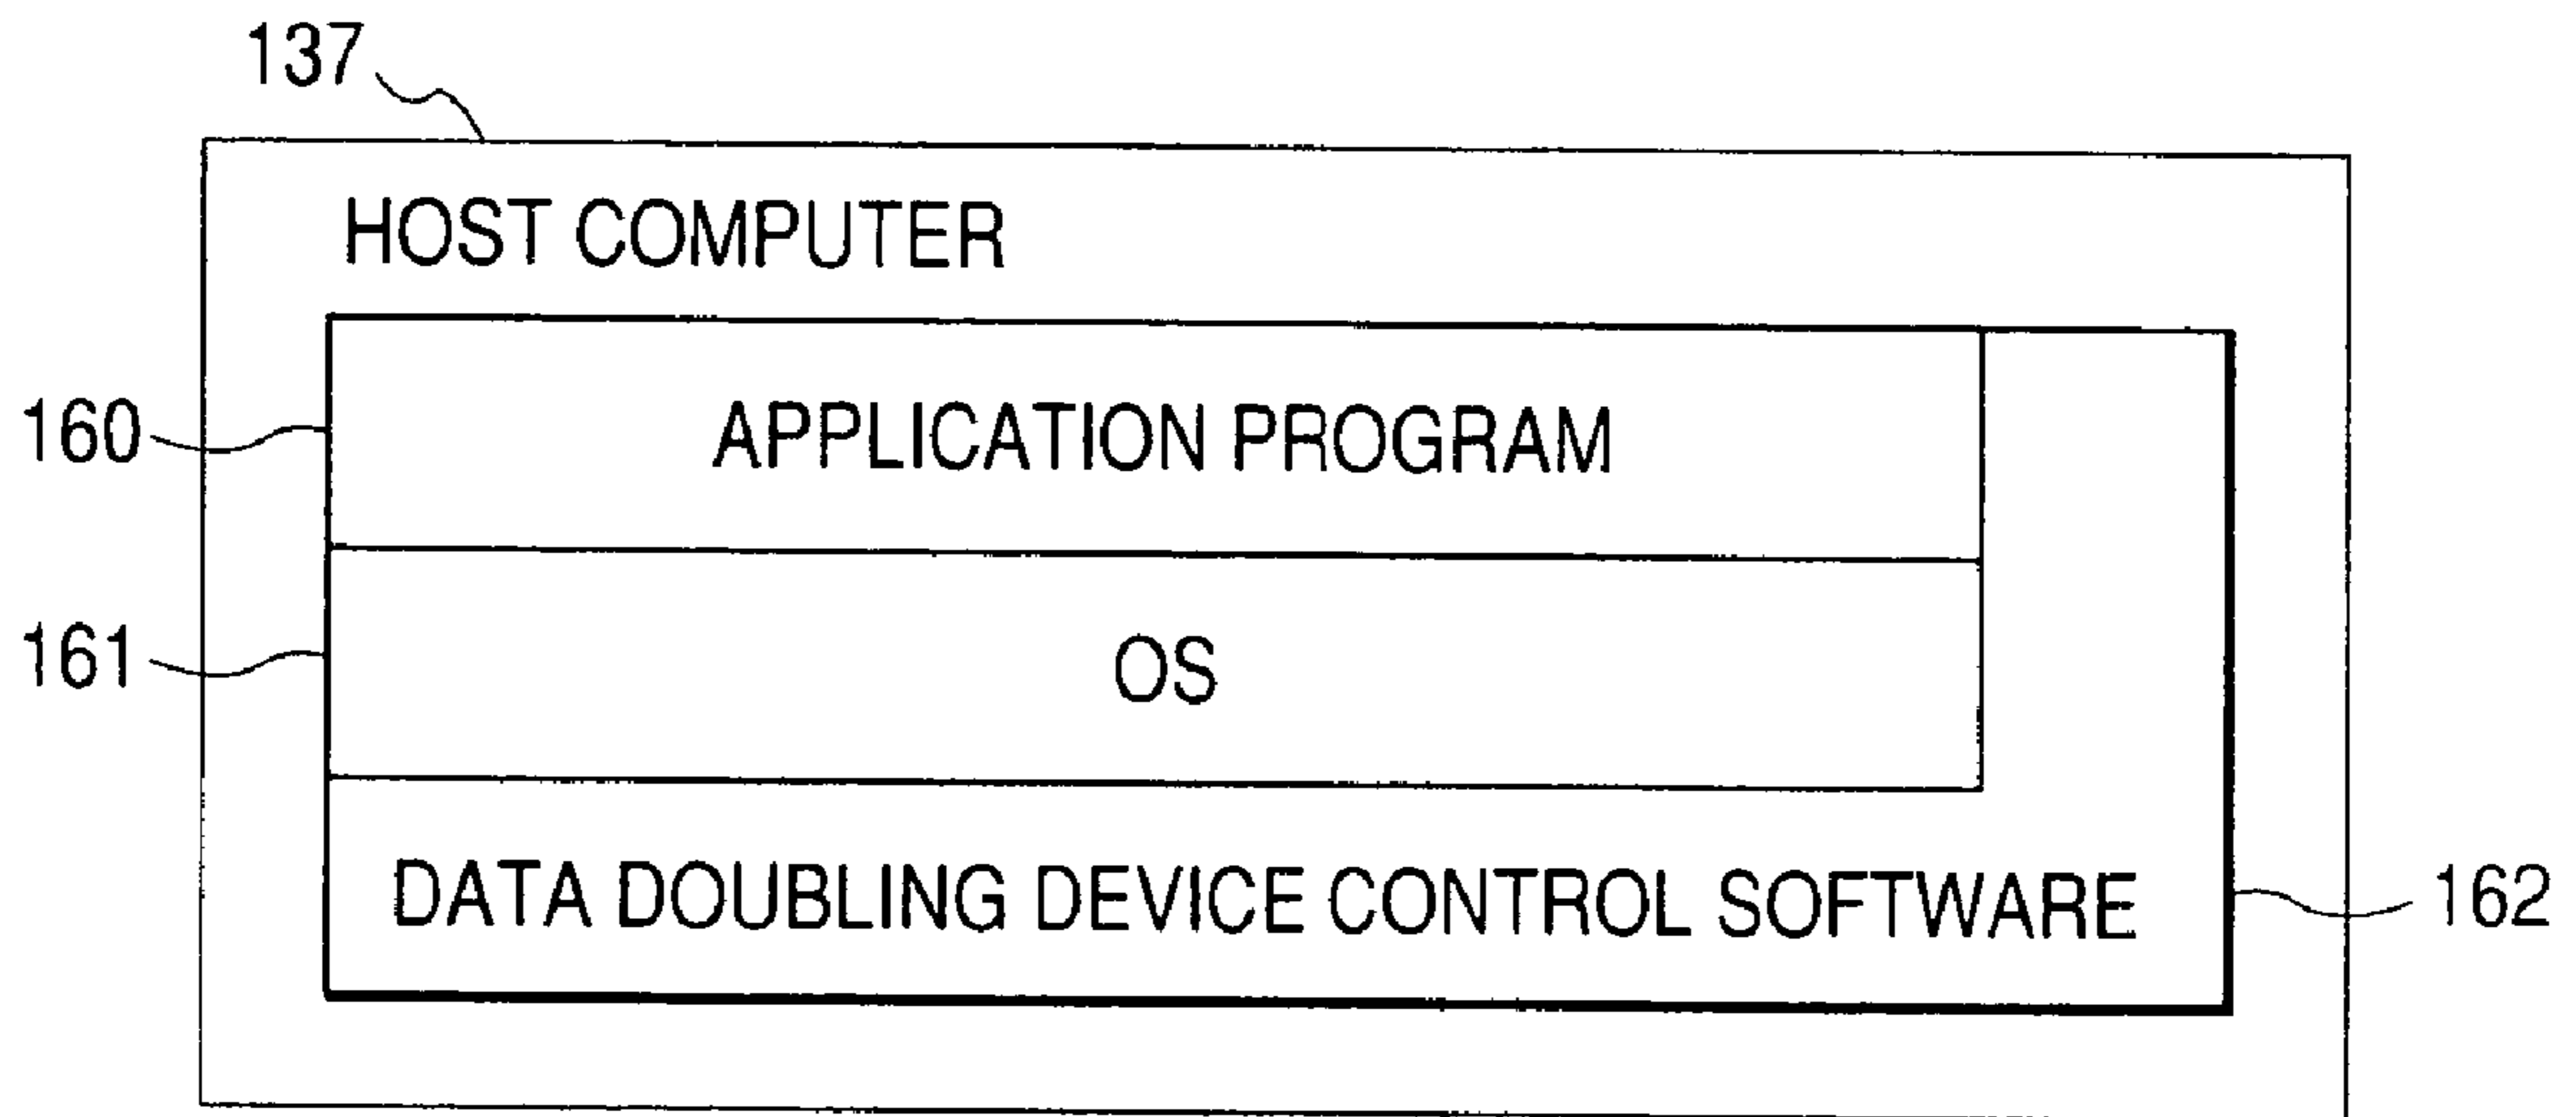 137
HOST COMPUTER
160
APPLICATION PROGRAM
161
OS
DATA DOUBLING DEVICE CONTROL SOFTWARE
162